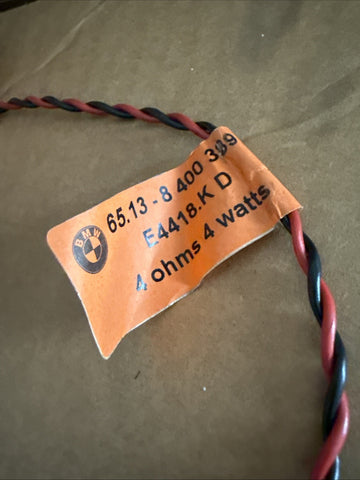 BMW
65.13 - 8 400 389
E4418.K D
4 ohms 4 watts